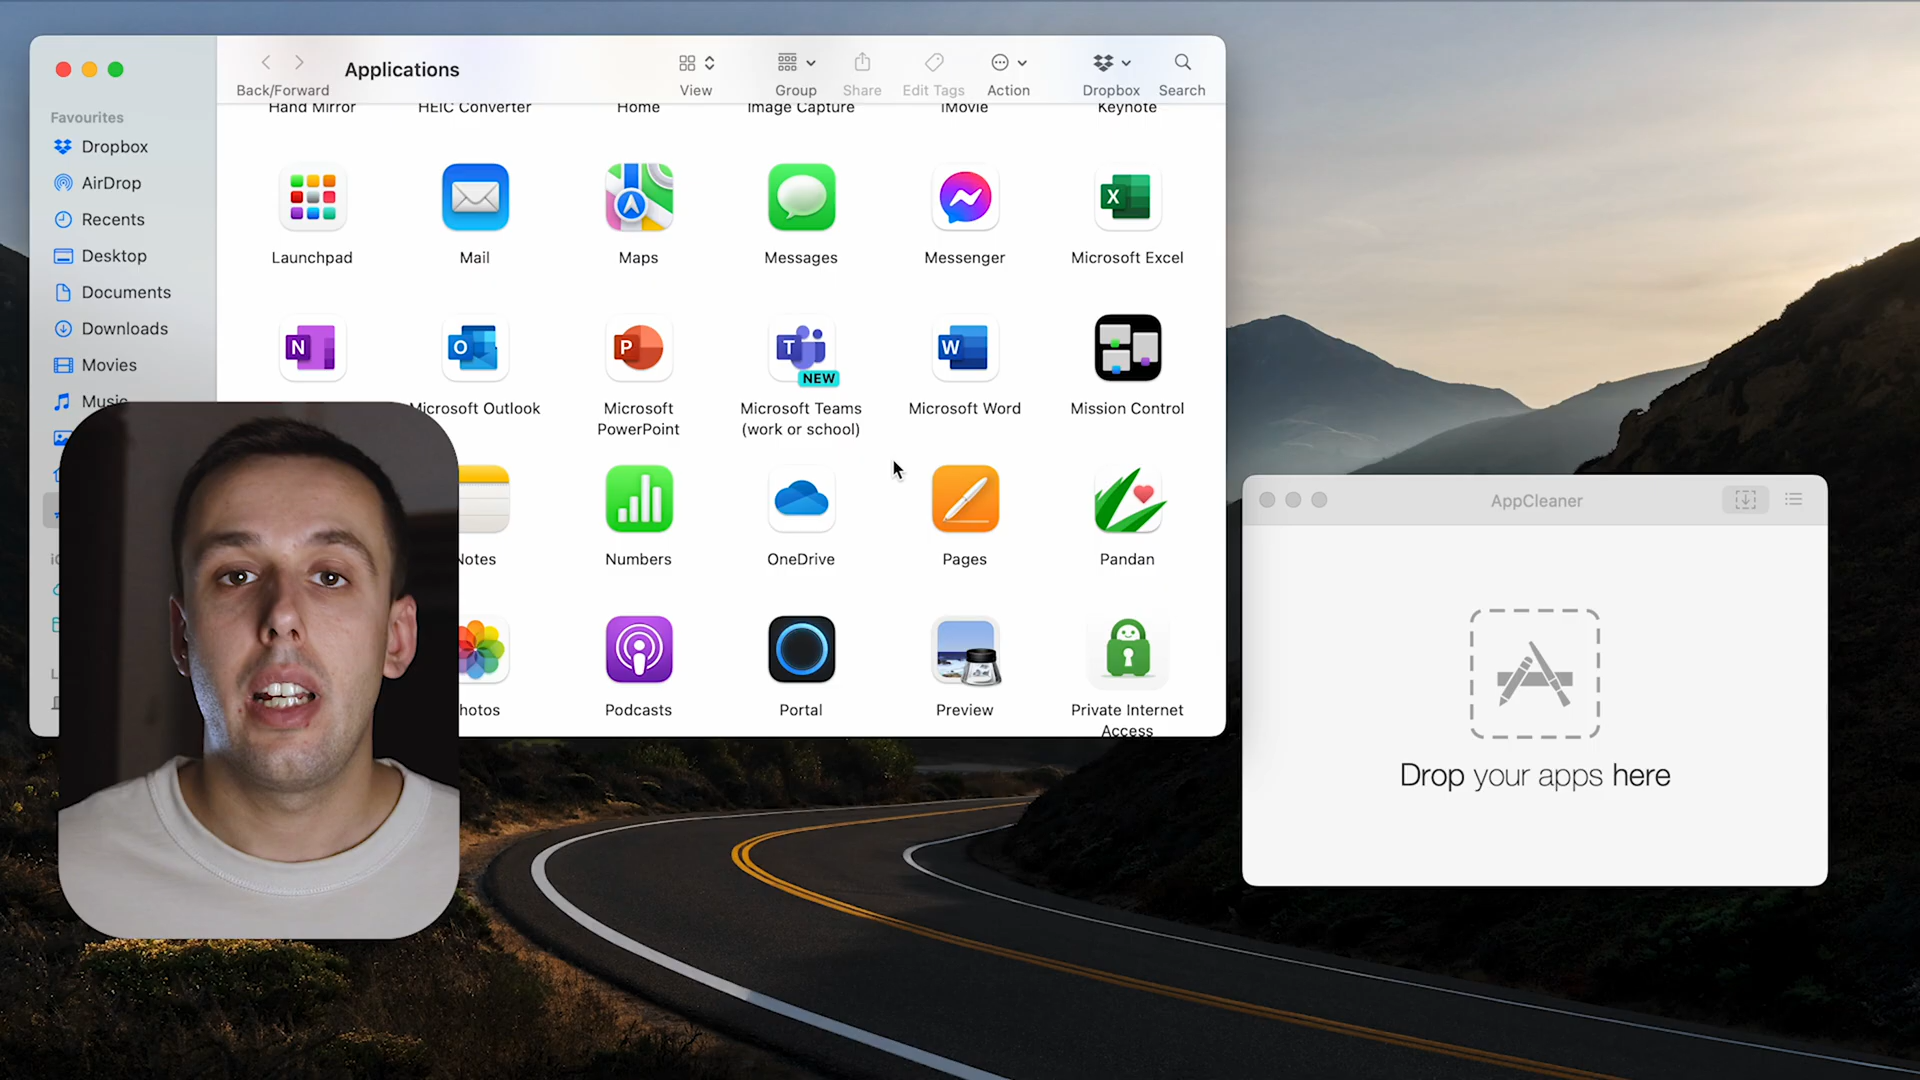 Applications
Back/Forward
View
Group
Share
Edit Tags
Action
Dropbox
Search
Favourites
Dropbox
AirDrop
Recents
Desktop
Documents
Downloads
Movies
Music
Hand Mirror
HEIC Converter
Home
Image Capture
iMovie
Keynote
Launchpad
Mail
Maps
Messages
Messenger
X
Microsoft Excel
N
O
P
T
NEW
W
Microsoft Outlook
Microsoft
PowerPoint
Microsoft Teams
(work or school)
Microsoft Word
Mission Control
Notes
Numbers
OneDrive
Pages
Pandan
Photos
Podcasts
Portal
Preview
Private Internet
Access
AppCleaner
Drop your apps here